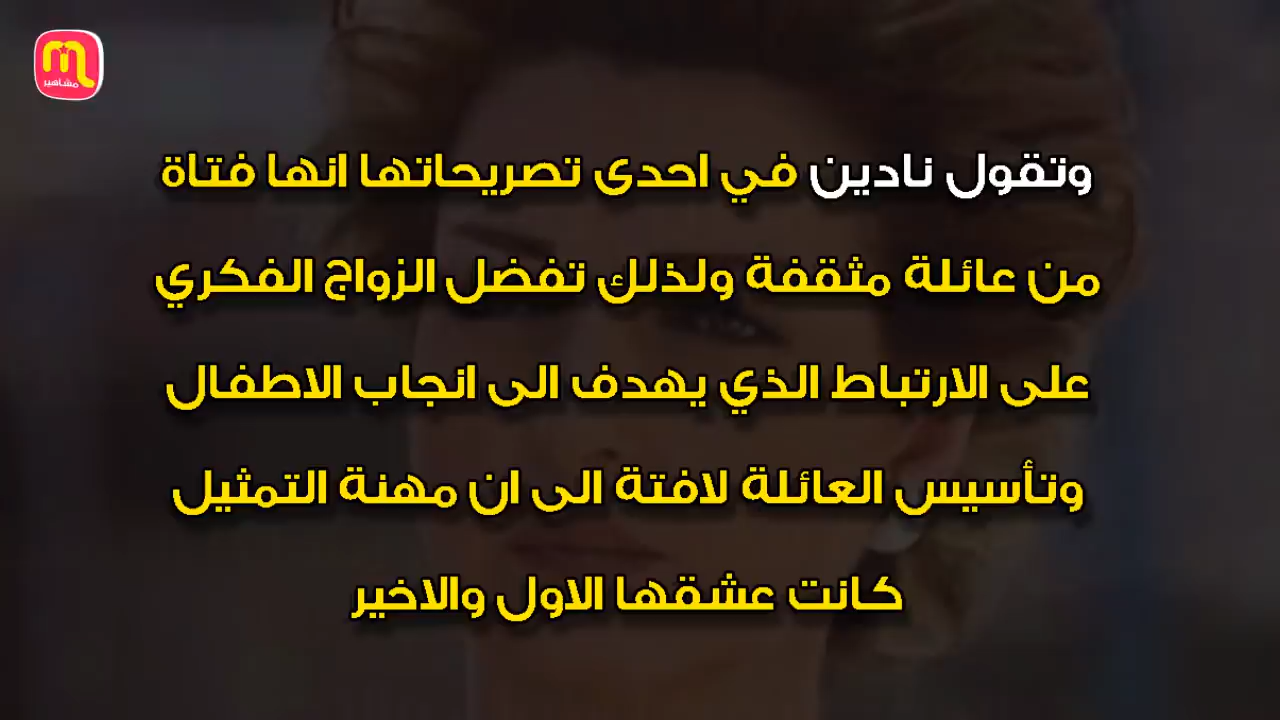 مشاهير
وتقول نادين في احدى تصريحاتها انها فتاة
من عائلة مثقفة ولذلك تفضل الزواج الفكري
على الارتباط الذي يهدف الى انجاب الاطفال
وتأسيس العائلة لافتة الى ان مهنة التمثيل
كانت عشقها الاول والاخير